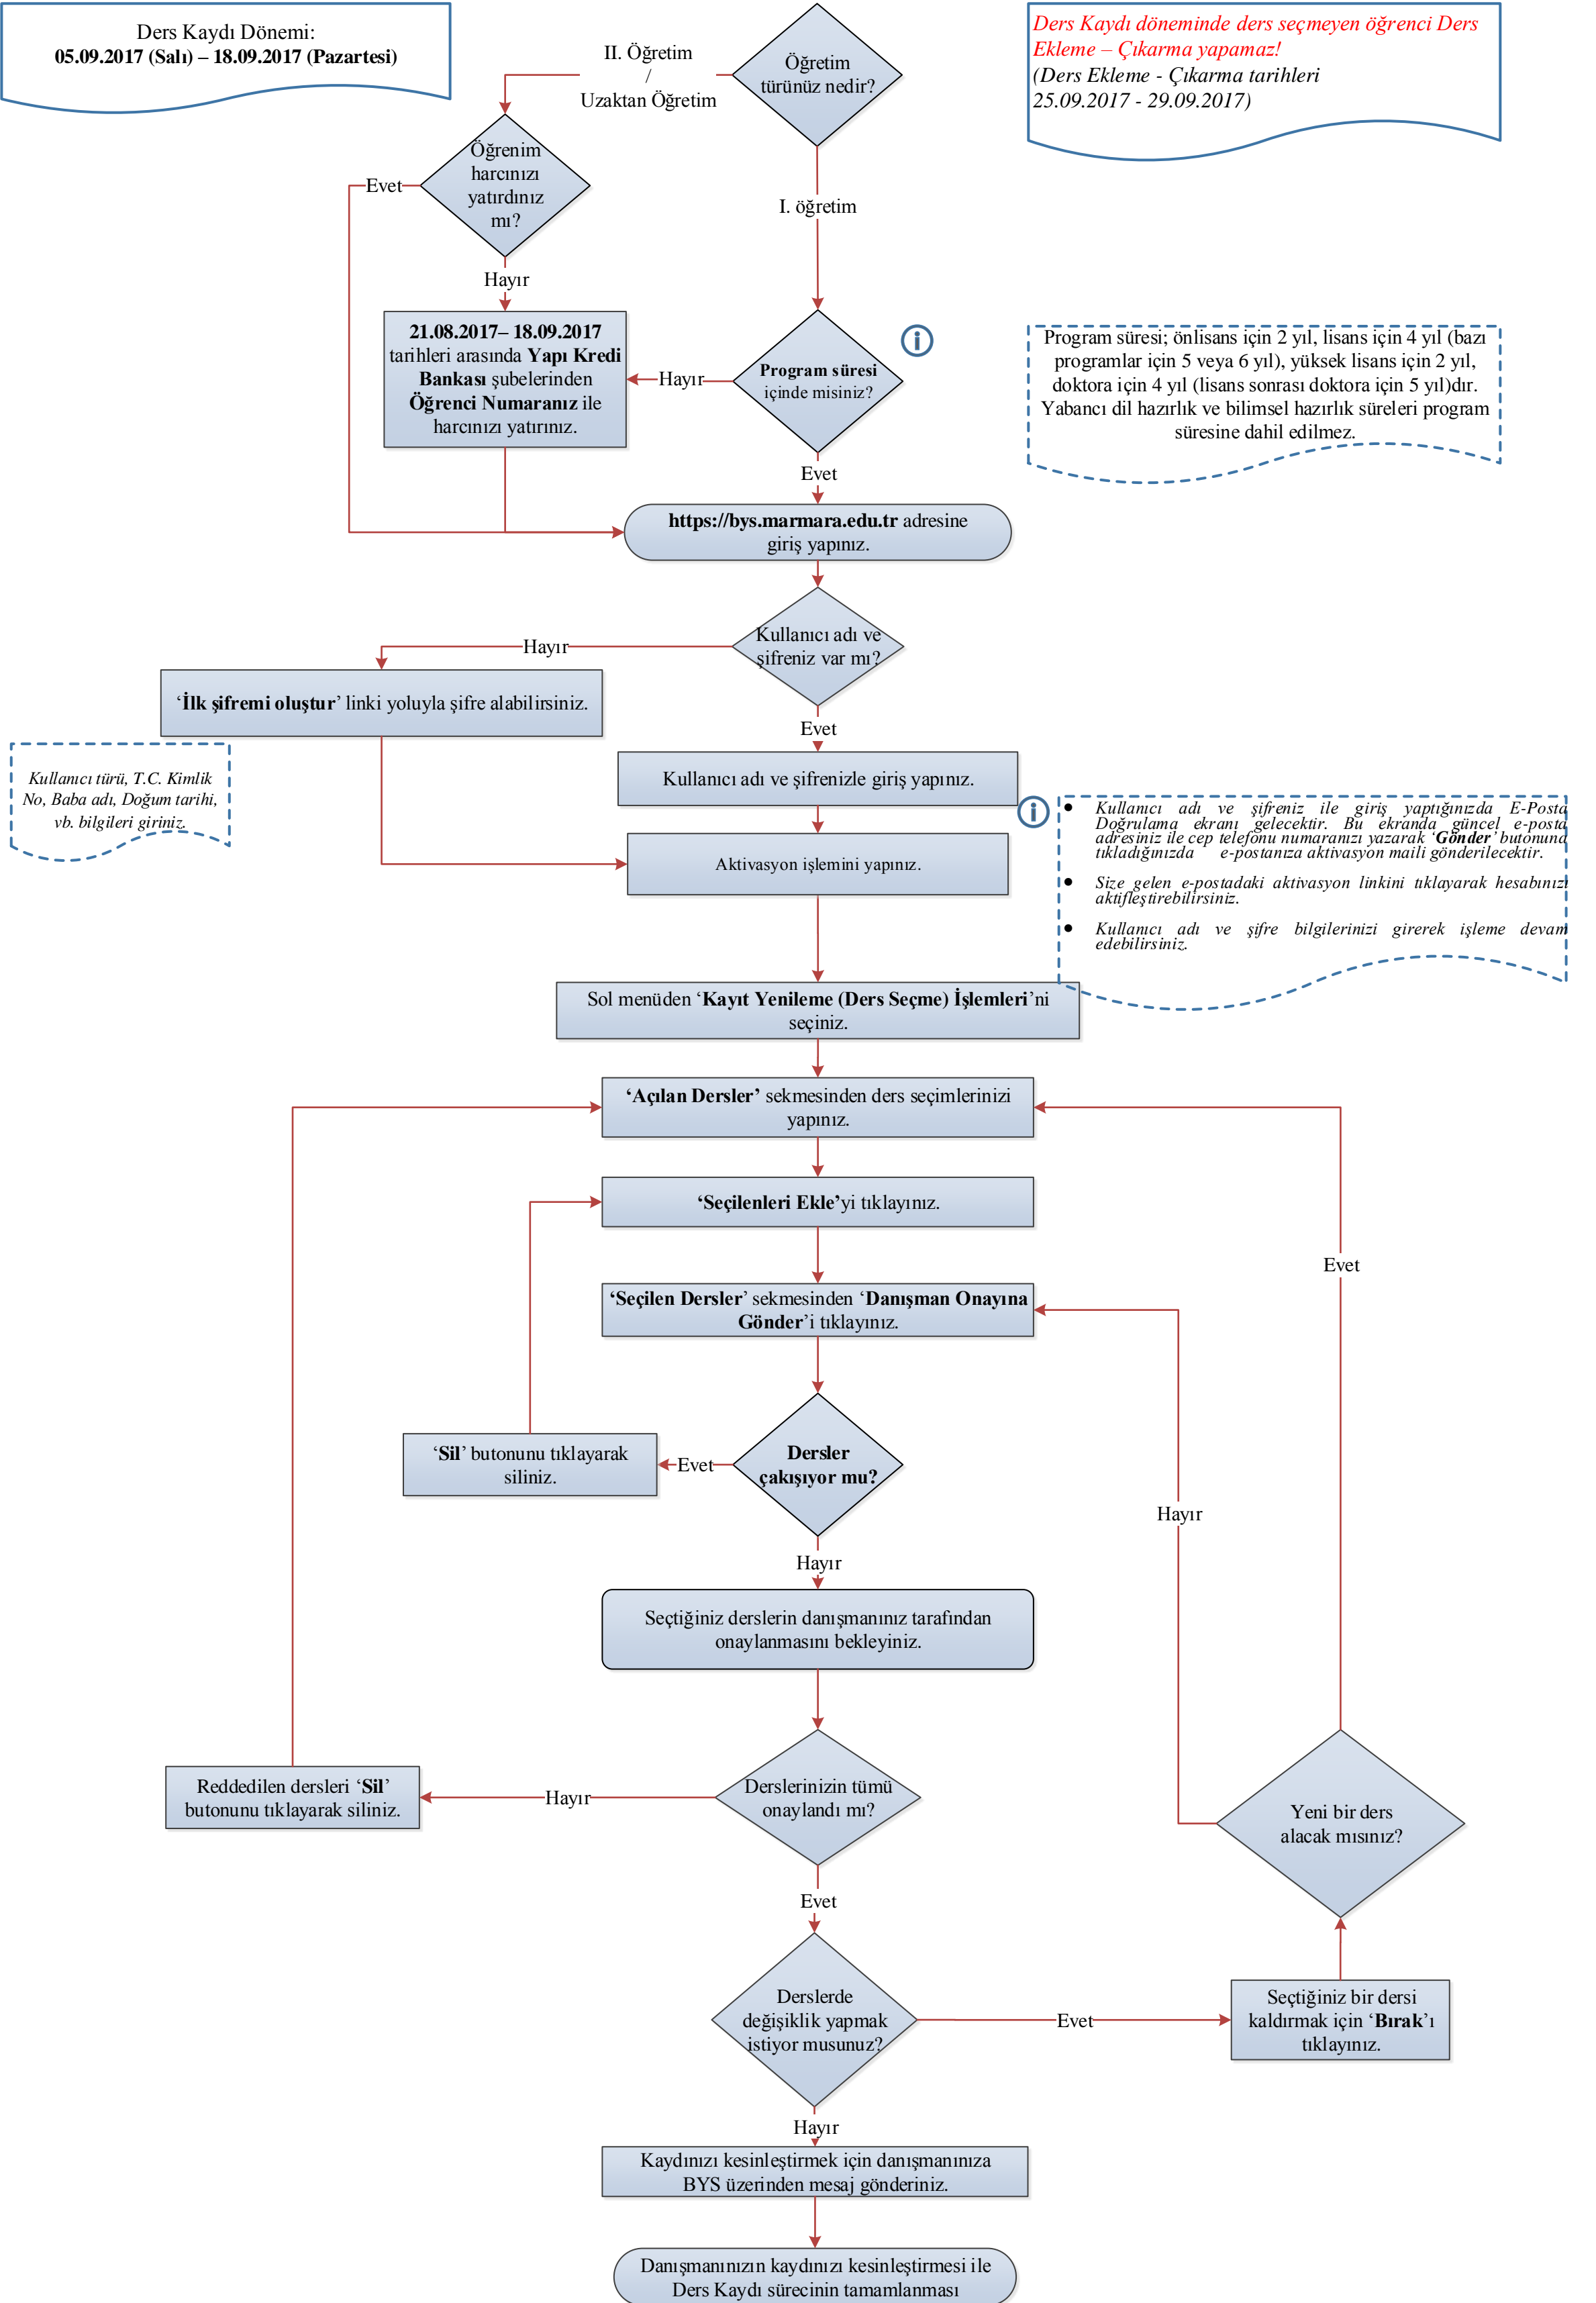 Ders Kaydı Dönemi:
05.09.2017 (Salı) – 18.09.2017 (Pazartesi)
Ders Kaydı döneminde ders seçmeyen öğrenci Ders
Ekleme – Çıkarma yapamaz!
(Ders Ekleme - Çıkarma tarihleri
25.09.2017 - 29.09.2017)
Öğretim
türünüz nedir?
II. Öğretim
/
Uzaktan Öğretim
I. öğretim
Öğrenim
harcınızı
yatırdınız
mı?
Evet
Hayır
21.08.2017– 18.09.2017
tarihleri arasında Yapı Kredi
Bankası şubelerinden
Öğrenci Numaranız ile
harcınızı yatırınız.
Hayır
Program süresi
içinde misiniz?
Program süresi; önlisans için 2 yıl, lisans için 4 yıl (bazı
programlar için 5 veya 6 yıl), yüksek lisans için 2 yıl,
doktora için 4 yıl (lisans sonrası doktora için 5 yıl)dır.
Yabancı dil hazırlık ve bilimsel hazırlık süreleri program
süresine dahil edilmez.
Evet
https://bys.marmara.edu.tr adresine
giriş yapınız.
Kullanıcı adı ve
şifreniz var mı?
Hayır
‘İlk şifremi oluştur’ linki yoluyla şifre alabilirsiniz.
Evet
Kullanıcı türü, T.C. Kimlik
No, Baba adı, Doğum tarihi,
vb. bilgileri giriniz.
Kullanıcı adı ve şifrenizle giriş yapınız.
Aktivasyon işlemini yapınız.
• Kullanıcı adı ve şifreniz ile giriş yaptığınızda E-Posta
Doğrulama ekranı gelecektir. Bu ekranda güncel e-posta
adresiniz ile cep telefonu numaranızı yazarak ‘Gönder’ butonuna
tıkladığınızda e-postanıza aktivasyon maili gönderilecektir.
• Size gelen e-postadaki aktivasyon linkini tıklayarak hesabınızı
aktifleştirebilirsiniz.
• Kullanıcı adı ve şifre bilgilerinizi girerek işleme devam
edebilirsiniz.
Sol menüden ‘Kayıt Yenileme (Ders Seçme) İşlemleri’ni
seçiniz.
‘Açılan Dersler’ sekmesinden ders seçimlerinizi
yapınız.
‘Seçilenleri Ekle’yi tıklayınız.
Evet
‘Seçilen Dersler’ sekmesinden ‘Danışman Onayına
Gönder’i tıklayınız.
‘Sil’ butonunu tıklayarak
siliniz.
Evet
Dersler
çakışıyor mu?
Hayır
Hayır
Seçtiğiniz derslerin danışmanınız tarafından
onaylanmasını bekleyiniz.
Reddedilen dersleri ‘Sil’
butonunu tıklayarak siliniz.
Hayır
Derslerinizin tümü
onaylandı mı?
Yeni bir ders
alacak mısınız?
Evet
Derslerde
değişiklik yapmak
istiyor musunuz?
Evet
Seçtiğiniz bir dersi
kaldırmak için ‘Bırak’ı
tıklayınız.
Hayır
Kaydınızı kesinleştirmek için danışmanınıza
BYS üzerinden mesaj gönderiniz.
Danışmanınızın kaydınızı kesinleştirmesi ile
Ders Kaydı sürecinin tamamlanması